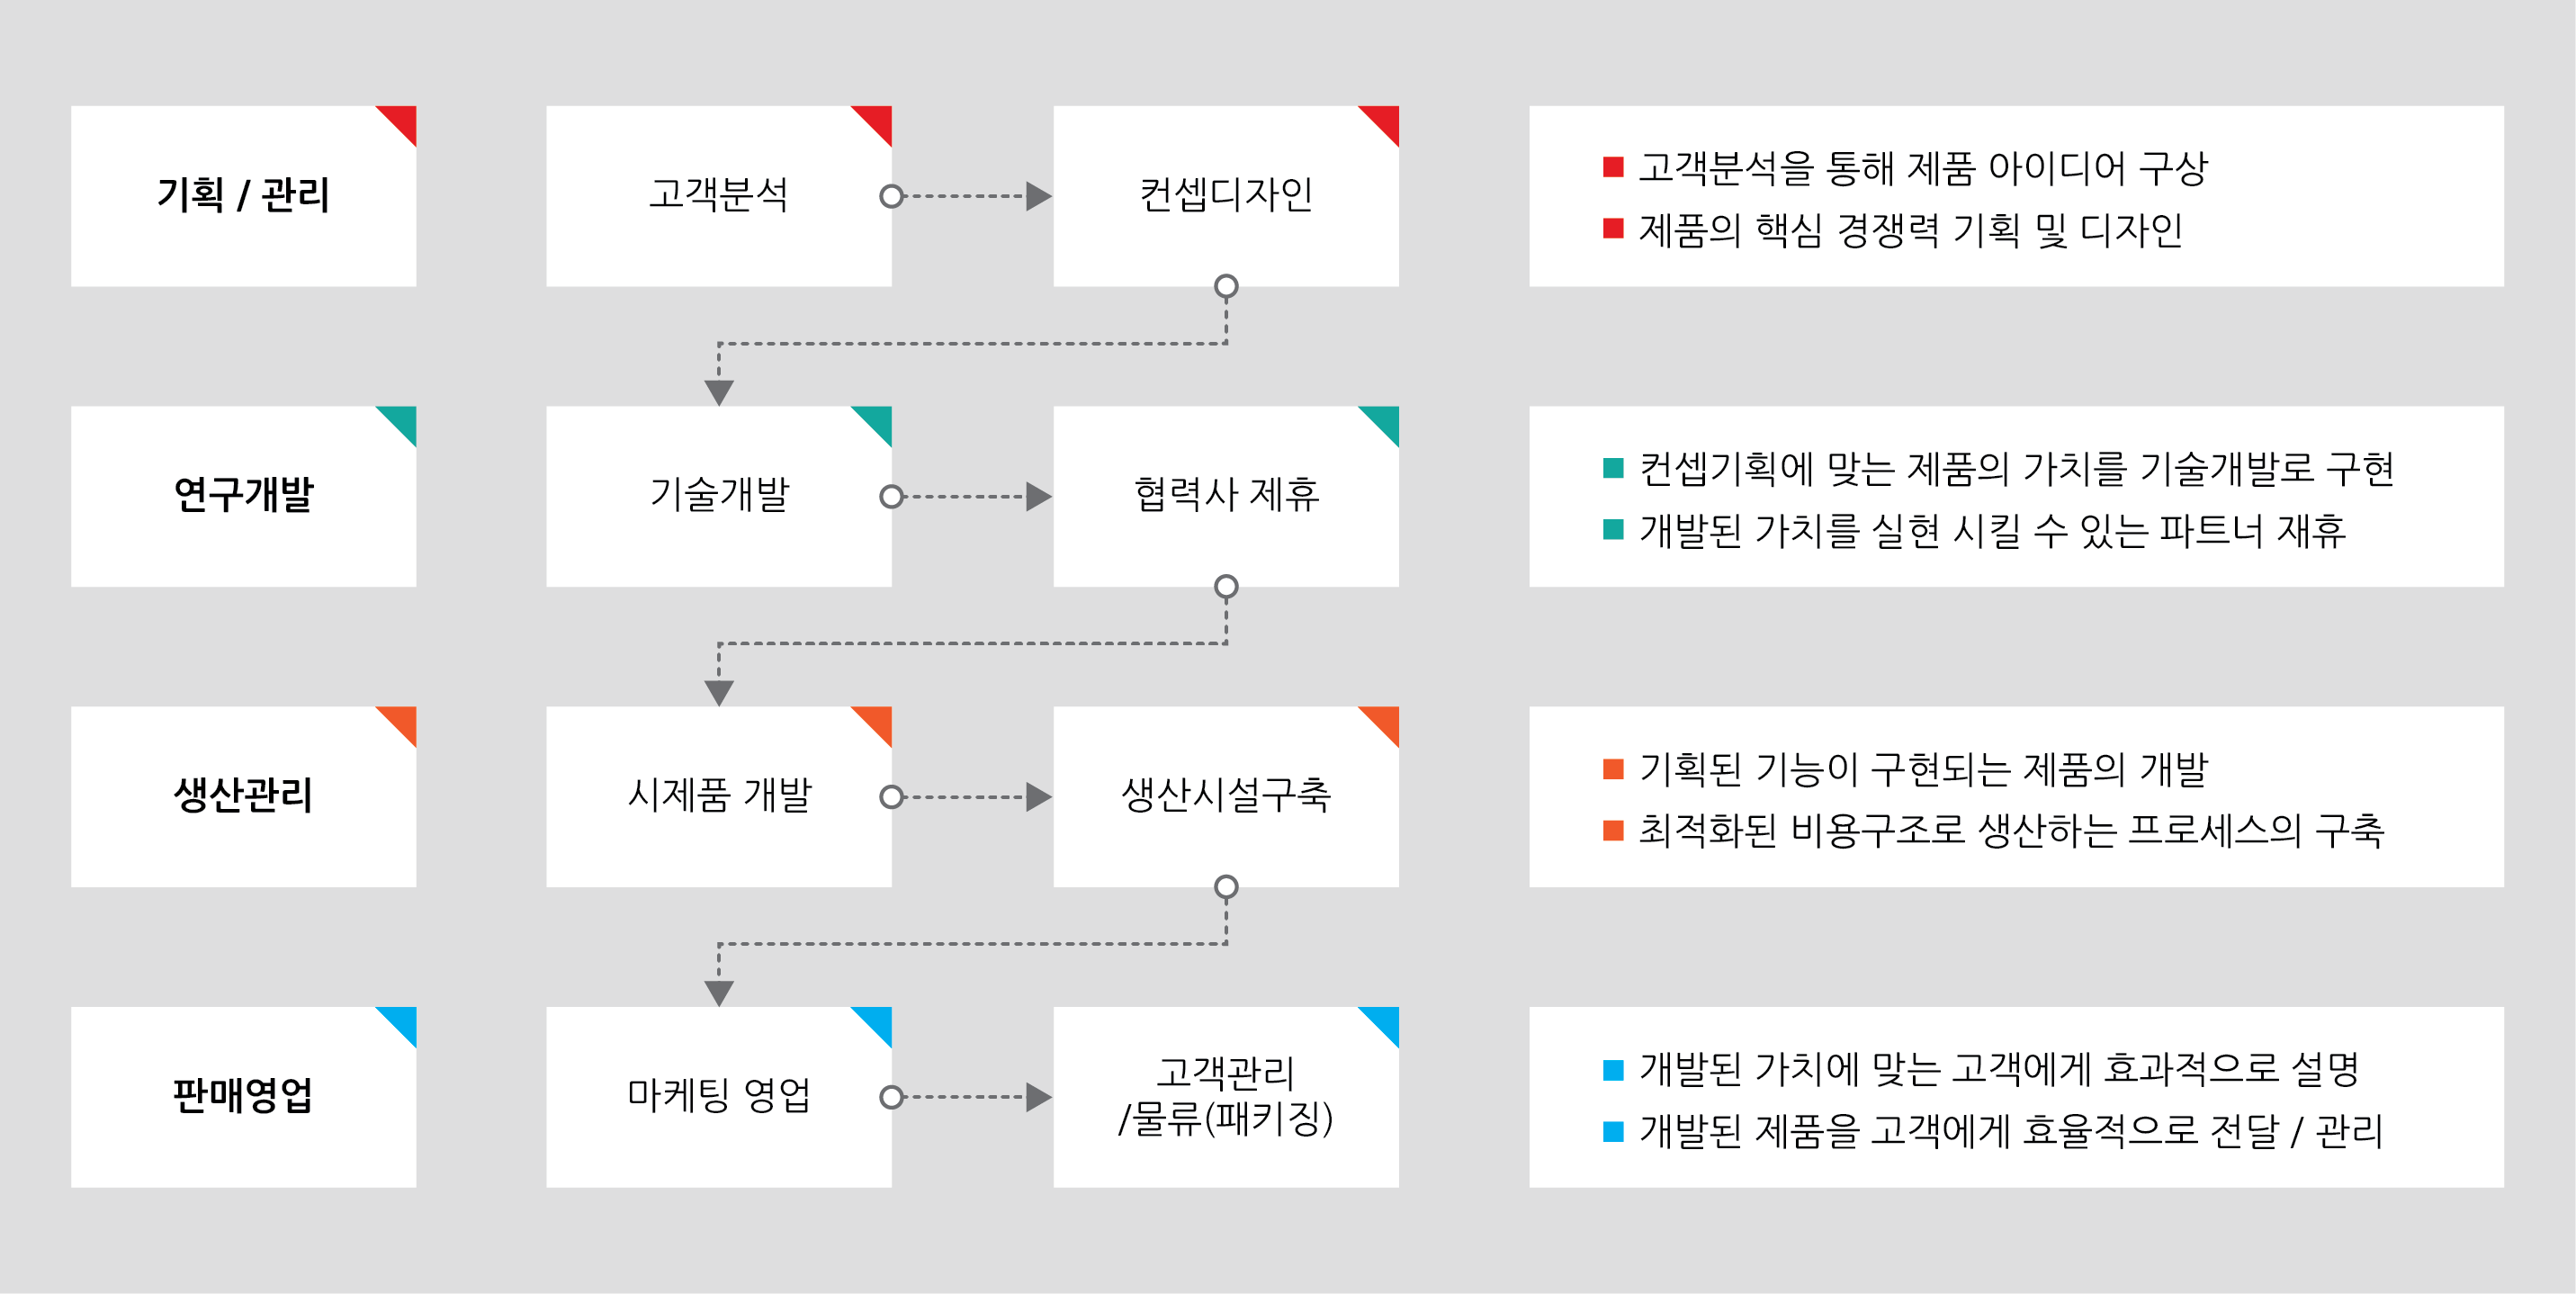 기획 / 관리
고객분석
컨셉디자인
고객분석을 통해 제품 아이디어 구상
제품의 핵심 경쟁력 기획 및 디자인
연구개발
기술개발
협력사 제휴
컨셉기획에 맞는 제품의 가치를 기술개발로 구현
개발된 가치를 실현 시킬 수 있는 파트너 재휴
생산관리
시제품 개발
생산시설구축
기획된 기능이 구현되는 제품의 개발
최적화된 비용구조로 생산하는 프로세스의 구축
판매영업
마케팅 영업
고객관리
/물류(패키징)
개발된 가치에 맞는 고객에게 효과적으로 설명
개발된 제품을 고객에게 효율적으로 전달 / 관리